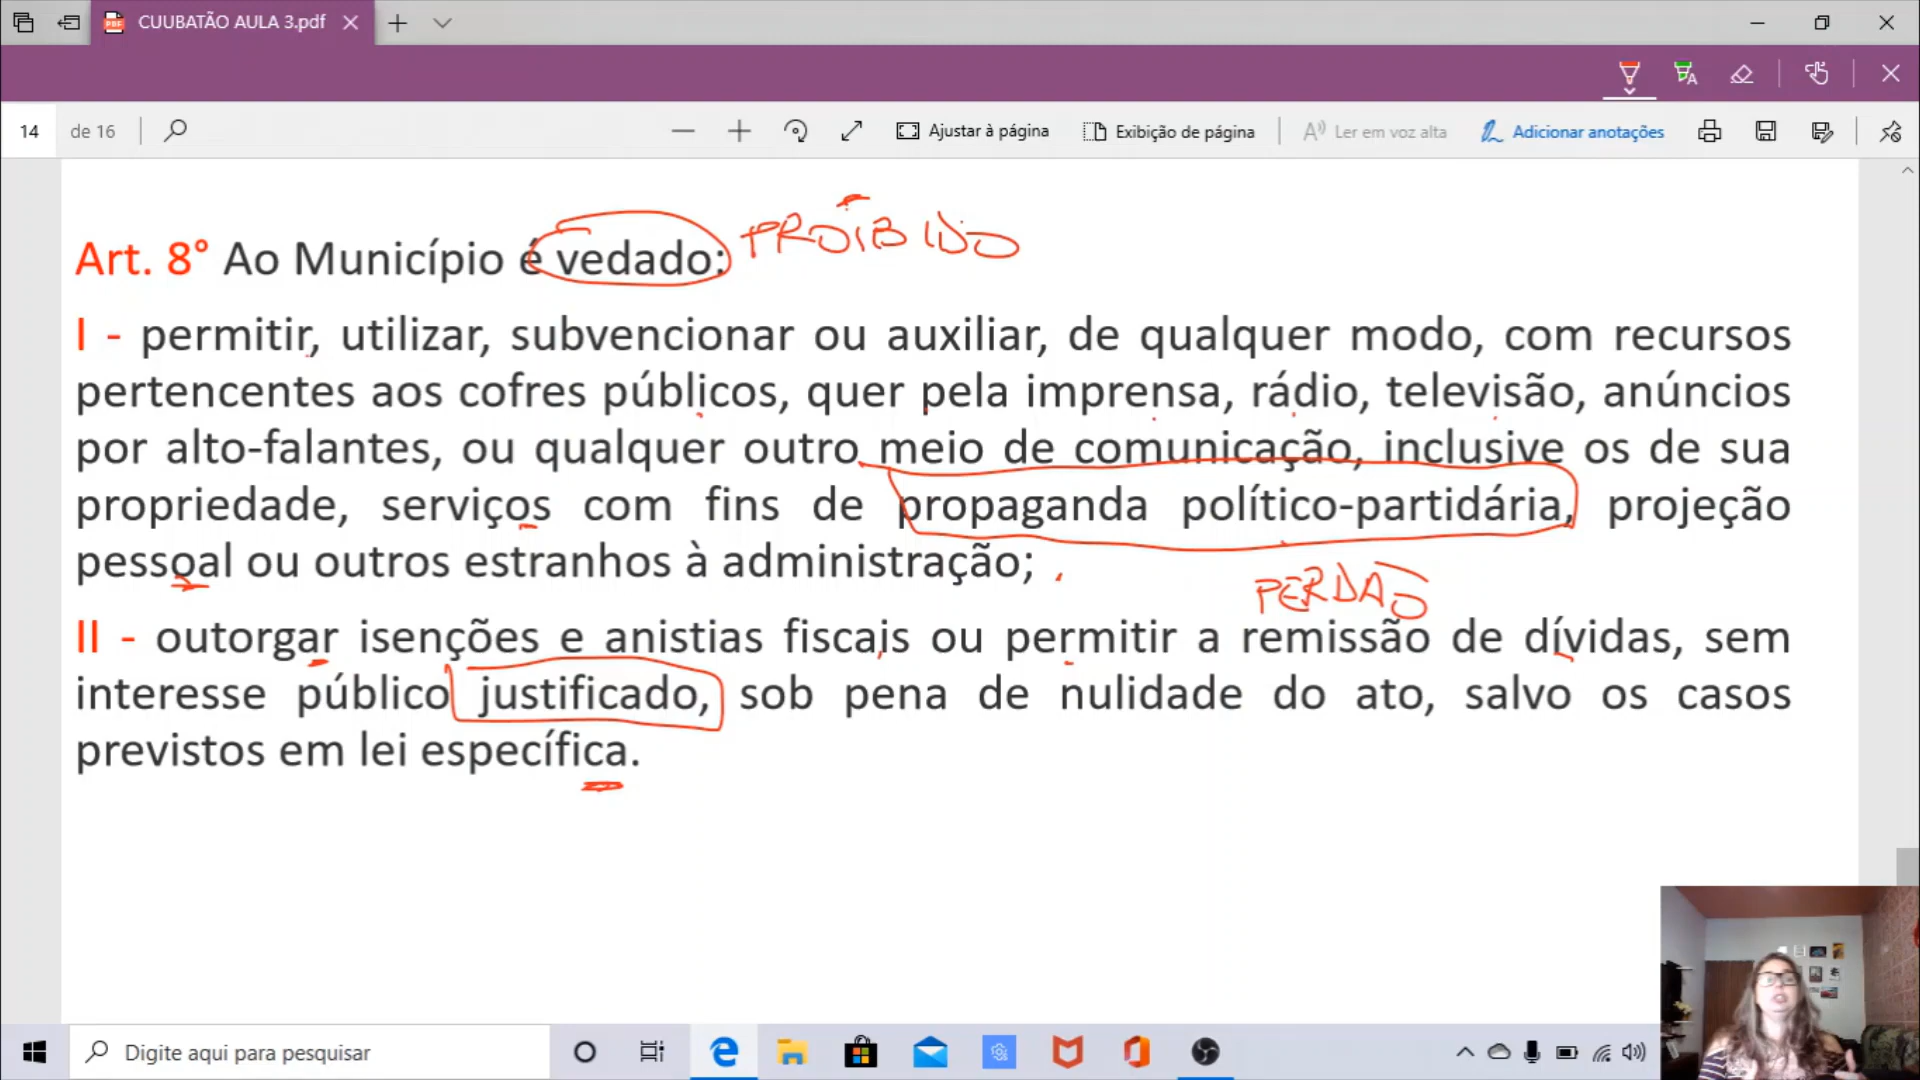 CUUBATÃO AULA 3.pdf
14 de 16
Ajustar à página
Exibição de página
Ler em voz alta
Adicionar anotações
PROIBIDO
Art. 8° Ao Município é vedado:
I - permitir, utilizar, subvencionar ou auxiliar, de qualquer modo, com recursos
pertencentes aos cofres públicos, quer pela imprensa, rádio, televisão, anúncios
por alto-falantes, ou qualquer outro meio de comunicação, inclusive os de sua
propriedade, serviços com fins de propaganda político-partidária, projeção
pessoal ou outros estranhos à administração;
PERDÃO
II - outorgar isenções e anistias fiscais ou permitir a remissão de dívidas, sem
interesse público justificado, sob pena de nulidade do ato, salvo os casos
previstos em lei específica.
Digite aqui para pesquisar